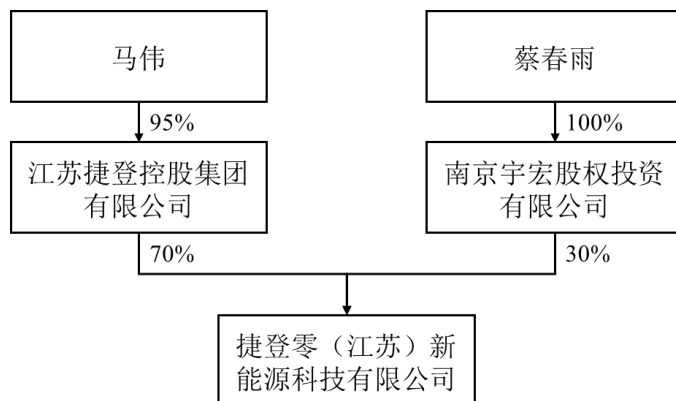 马伟
蔡春雨
95%
100%
江苏捷登控股集团
有限公司
南京宇宏股权投资
有限公司
70%
30%
捷登零（江苏）新
能源科技有限公司